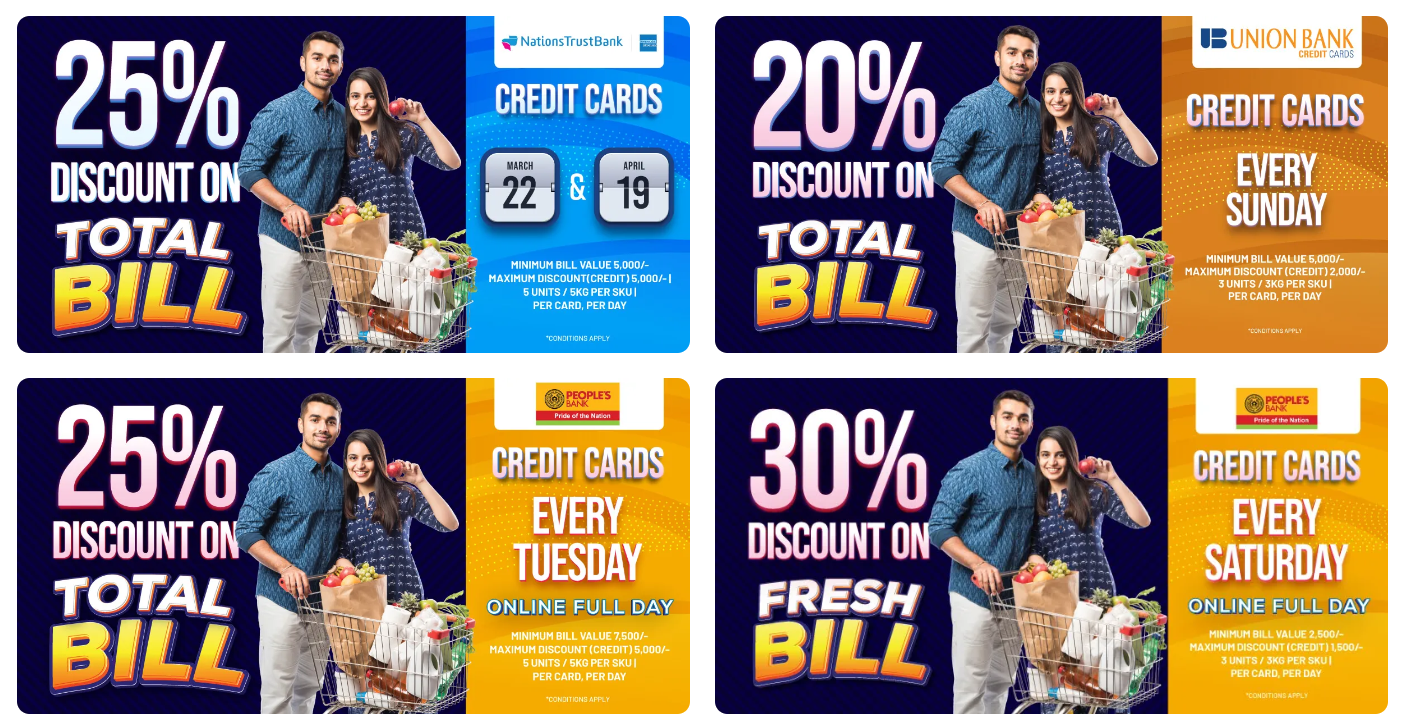 25%
DISCOUNT ON
TOTAL
BILL
NationsTrustBank
AMERICAN EXPRESS
CREDIT CARDS
MARCH
22
&
APRIL
19
MINIMUM BILL VALUE 5,000/-
MAXIMUM DISCOUNT(CREDIT) 5,000/- |
5 UNITS / 5KG PER SKU |
PER CARD, PER DAY
*CONDITIONS APPLY
20%
DISCOUNT ON
TOTAL
BILL
UNION BANK
CREDIT CARDS
CREDIT CARDS
EVERY
SUNDAY
MINIMUM BILL VALUE 5,000/-
MAXIMUM DISCOUNT (CREDIT) 2,000/-
3 UNITS / 3KG PER SKU |
PER CARD, PER DAY
*CONDITIONS APPLY
25%
DISCOUNT ON
TOTAL
BILL
PEOPLE'S
BANK
Pride of the Nation
CREDIT CARDS
EVERY
TUESDAY
ONLINE FULL DAY
MINIMUM BILL VALUE 7,500/-
MAXIMUM DISCOUNT (CREDIT) 5,000/-
5 UNITS / 5KG PER SKU |
PER CARD, PER DAY
*CONDITIONS APPLY
30%
DISCOUNT ON
FRESH
BILL
PEOPLE'S
BANK
Pride of the Nation
CREDIT CARDS
EVERY
SATURDAY
ONLINE FULL DAY
MINIMUM BILL VALUE 2,500/-
MAXIMUM DISCOUNT (CREDIT) 1,500/-
3 UNITS / 3KG PER SKU |
PER CARD, PER DAY
*CONDITIONS APPLY